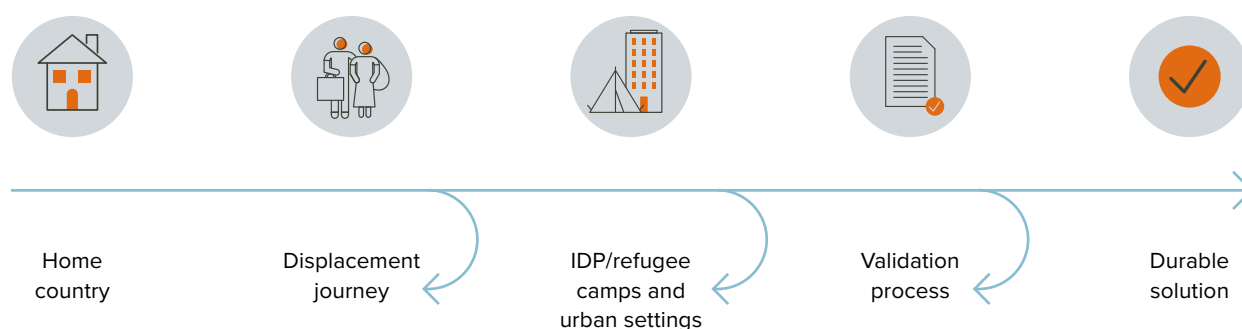 Home
country
Displacement
journey
IDP/refugee
camps and
urban settings
Validation
process
Durable
solution